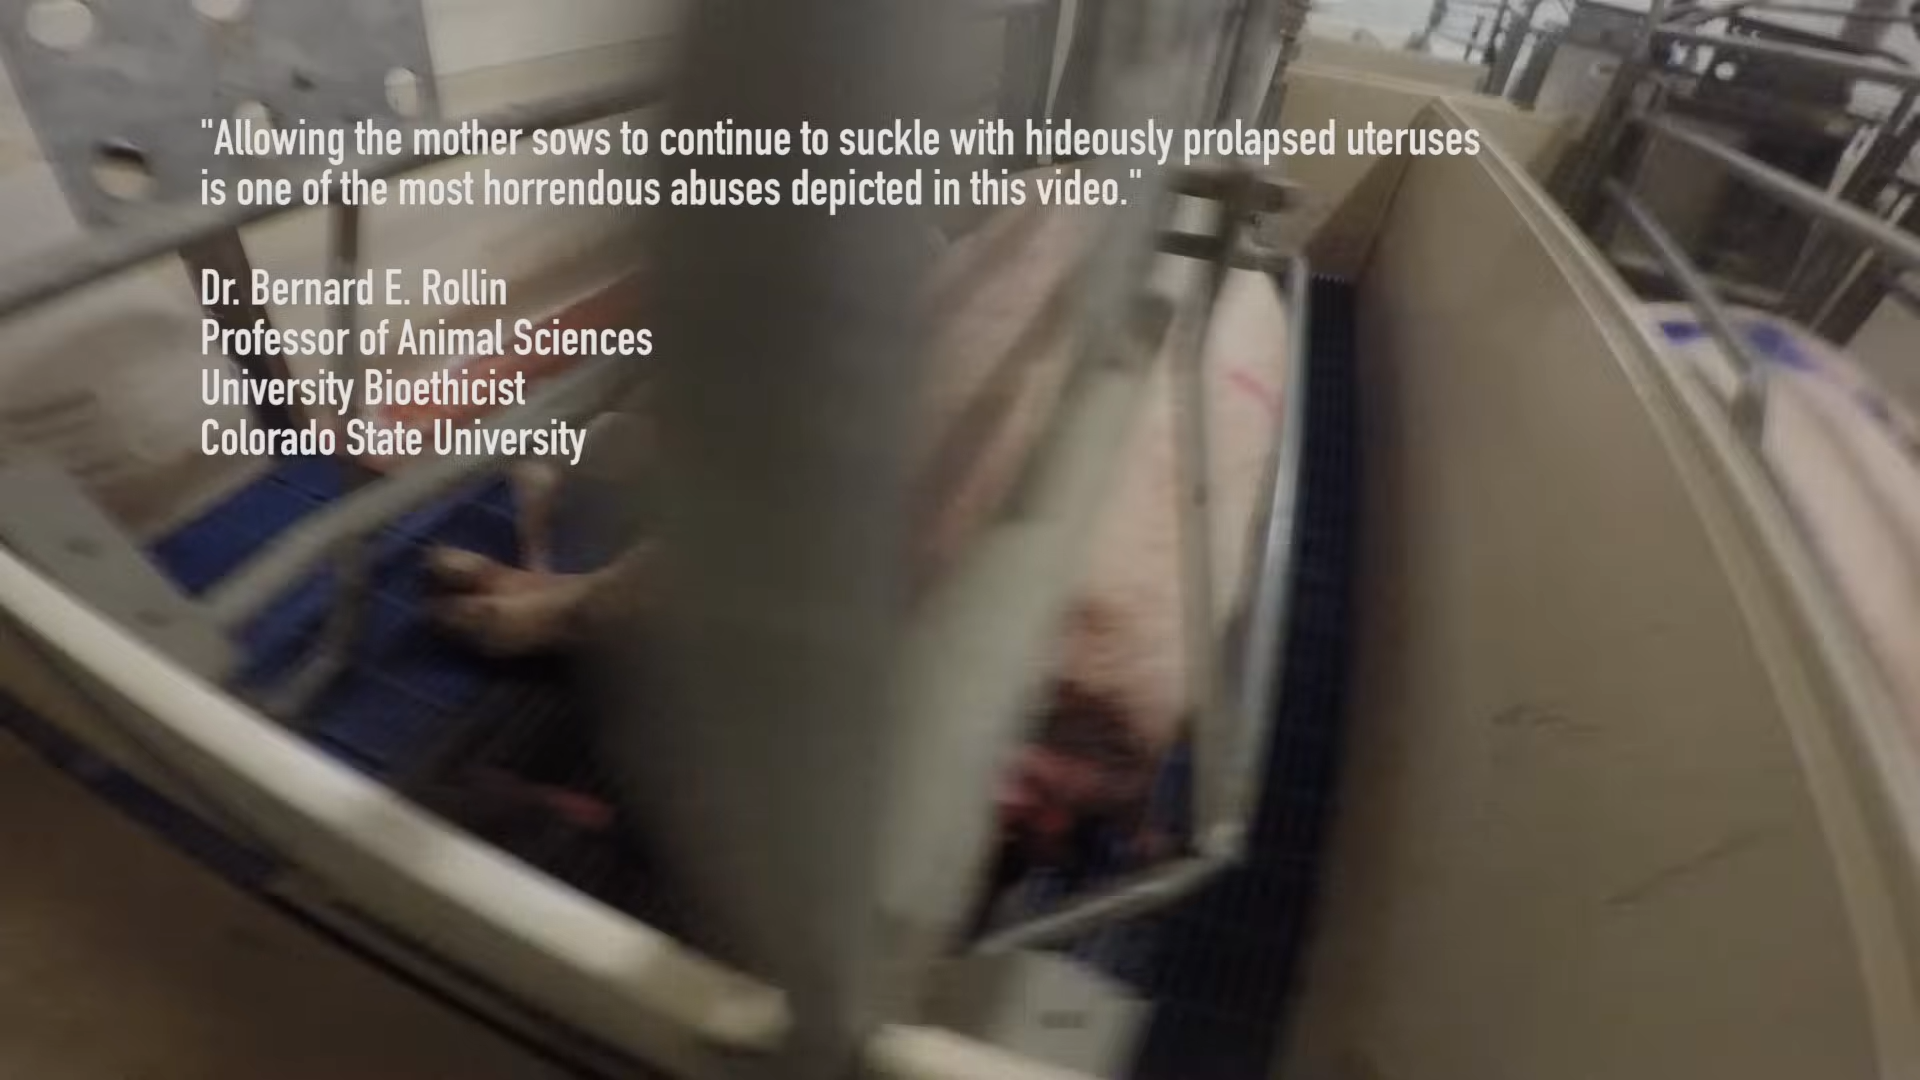 "Allowing the mother sows to continue to suckle with hideously prolapsed uteruses
is one of the most horrendous abuses depicted in this video."
Dr. Bernard E. Rollin
Professor of Animal Sciences
University Bioethicist
Colorado State University